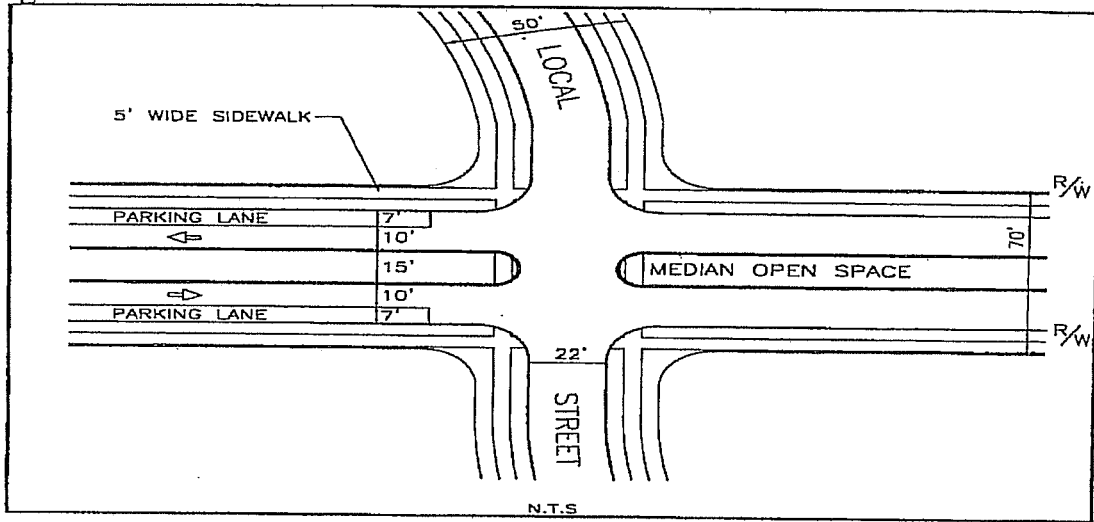 50'
LOCAL
5' WIDE SIDEWALK
R/W
PARKING LANE
7'
10'
70'
15'
MEDIAN OPEN SPACE
10'
PARKING LANE
7'
R/W
22'
STREET
N.T.S